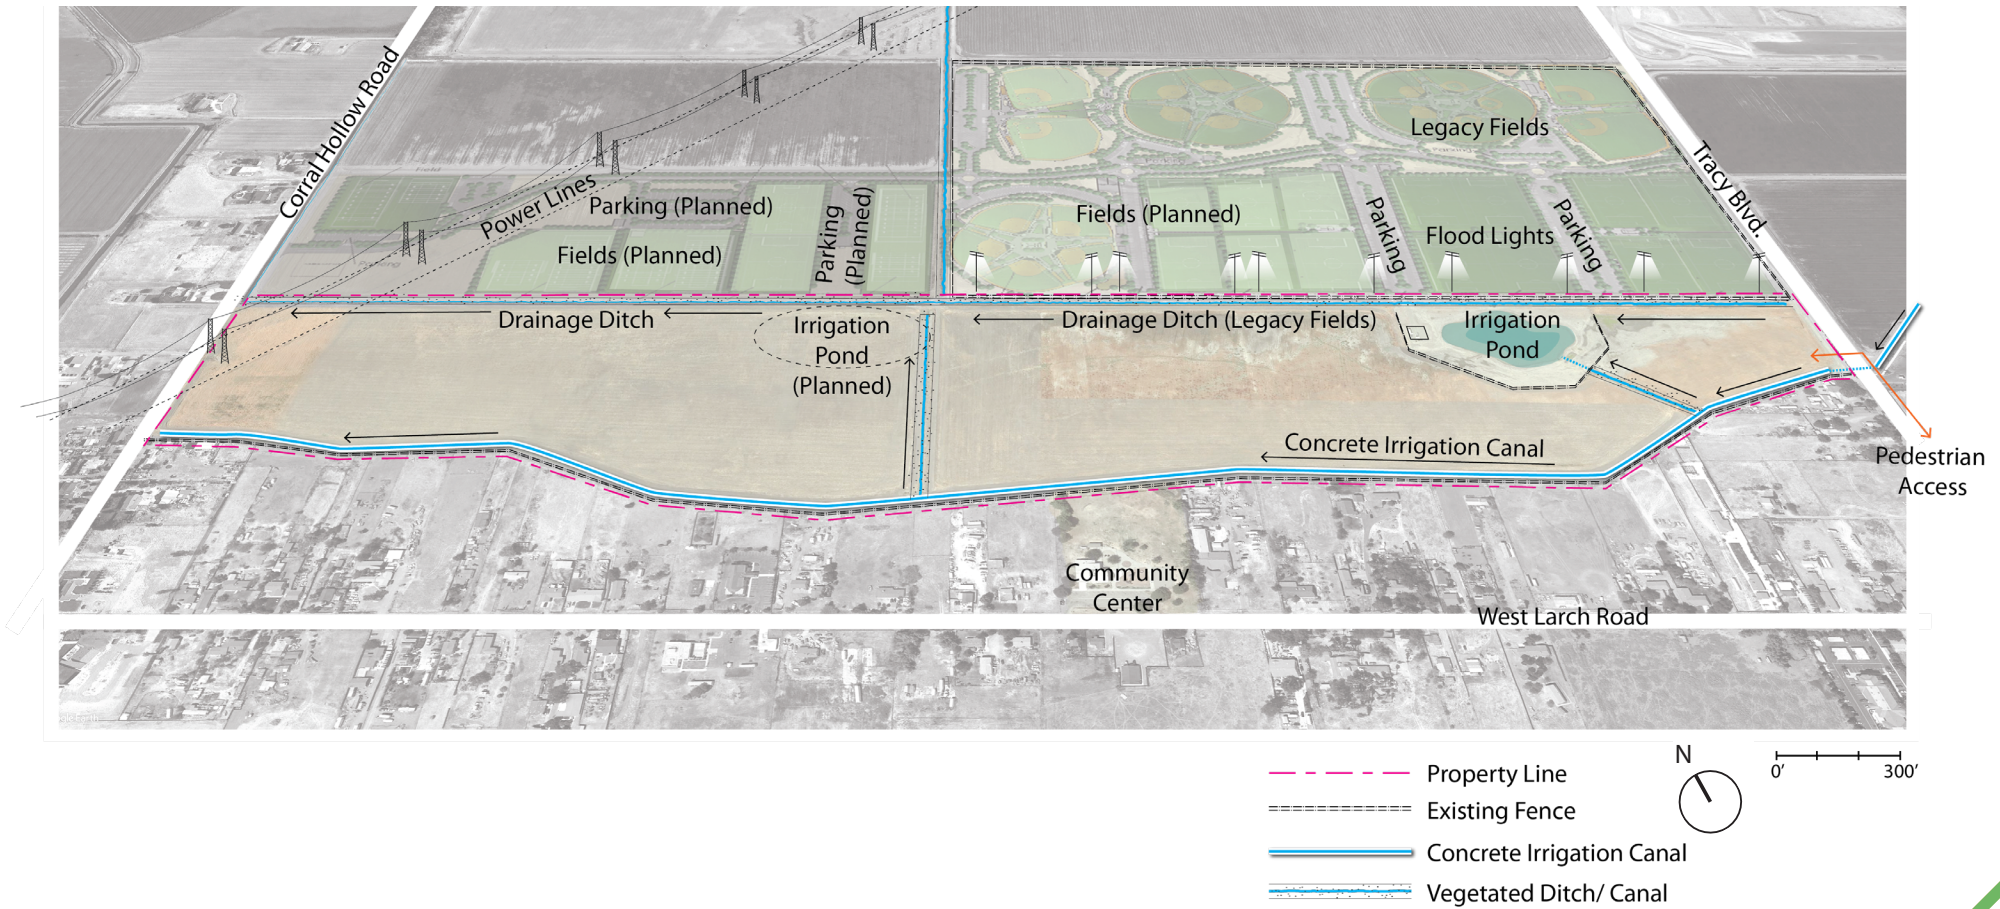 Corral Hollow Road
Power Lines
Parking (Planned)
Fields (Planned)
Parking
(Planned)
Legacy Fields
Fields (Planned)
Parking
Flood Lights
Parking
Tracy Blvd.
Field
Parking
Drainage Ditch
Irrigation
Pond
(Planned)
Drainage Ditch (Legacy Fields)
Irrigation
Pond
Concrete Irrigation Canal
Pedestrian
Access
Community
Center
West Larch Road
Property Line
Existing Fence
Concrete Irrigation Canal
Vegetated Ditch/ Canal
N
0' 300'